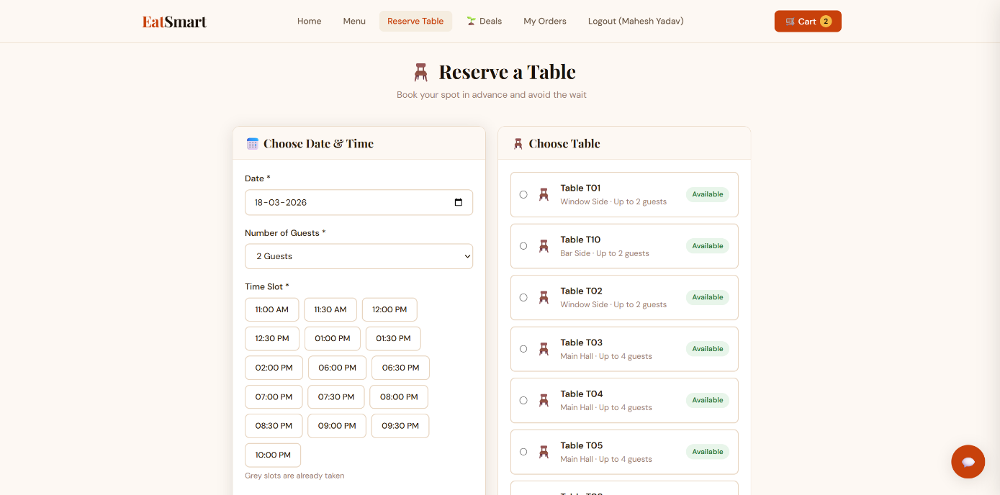 EatSmart
Home Menu Reserve Table Deals My Orders Logout (Mahesh Yadav) Cart 2
Reserve a Table
Book your spot in advance and avoid the wait
Choose Date & Time
Date *
18-03-2026
Number of Guests *
2 Guests
Time Slot *
11:00 AM 11:30 AM 12:00 PM
12:30 PM 01:00 PM 01:30 PM
02:00 PM 06:00 PM 06:30 PM
07:00 PM 07:30 PM 08:00 PM
08:30 PM 09:00 PM 09:30 PM
10:00 PM
Grey slots are already taken
Choose Table
Table T01
Window Side · Up to 2 guests
Available
Table T10
Bar Side · Up to 2 guests
Available
Table T02
Window Side · Up to 2 guests
Available
Table T03
Main Hall · Up to 4 guests
Available
Table T04
Main Hall · Up to 4 guests
Available
Table T05
Main Hall · Up to 4 guests
Available